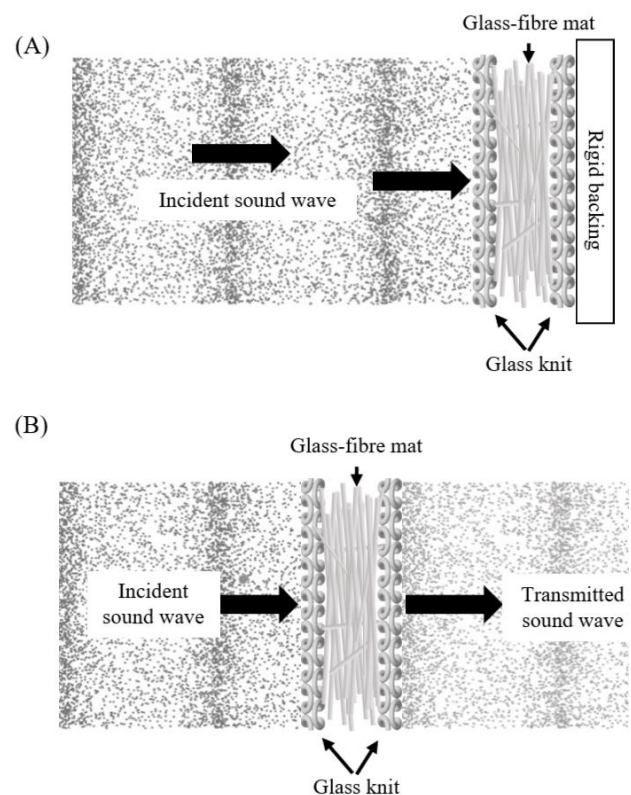 (A)
Glass-fibre mat
Incident sound wave
Rigid backing
Glass knit
(B)
Glass-fibre mat
Incident
sound wave
Transmitted
sound wave
Glass knit